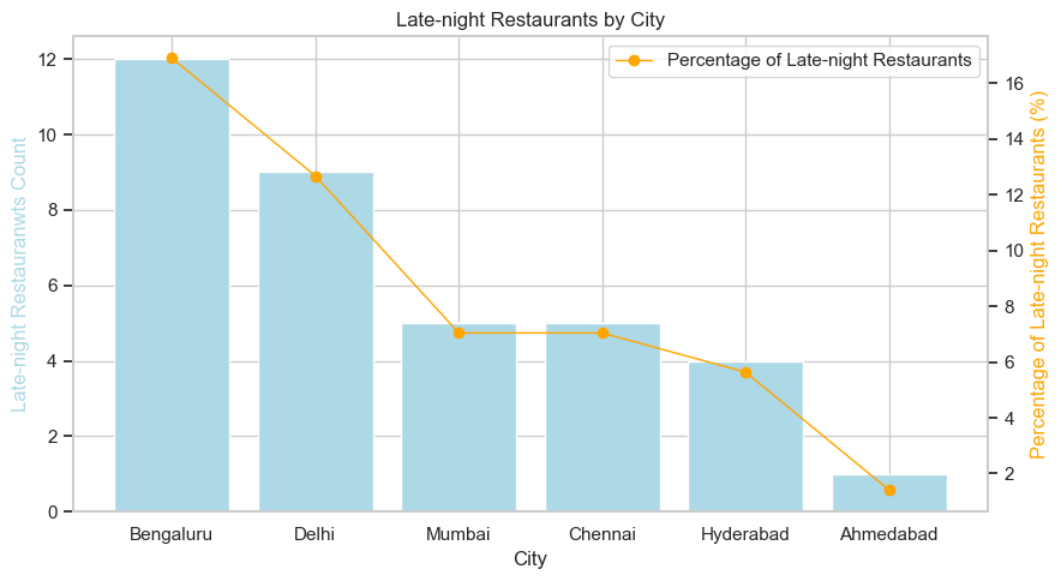 Late-night Restaurants by City
Percentage of Late-night Restaurants
Late-night Restauranwts Count
12
10
8
6
4
2
0
16
14
12
10
8
6
4
2
Percentage of Late-night Restaurants (%)
Bengaluru Delhi Mumbai Chennai Hyderabad Ahmedabad
City